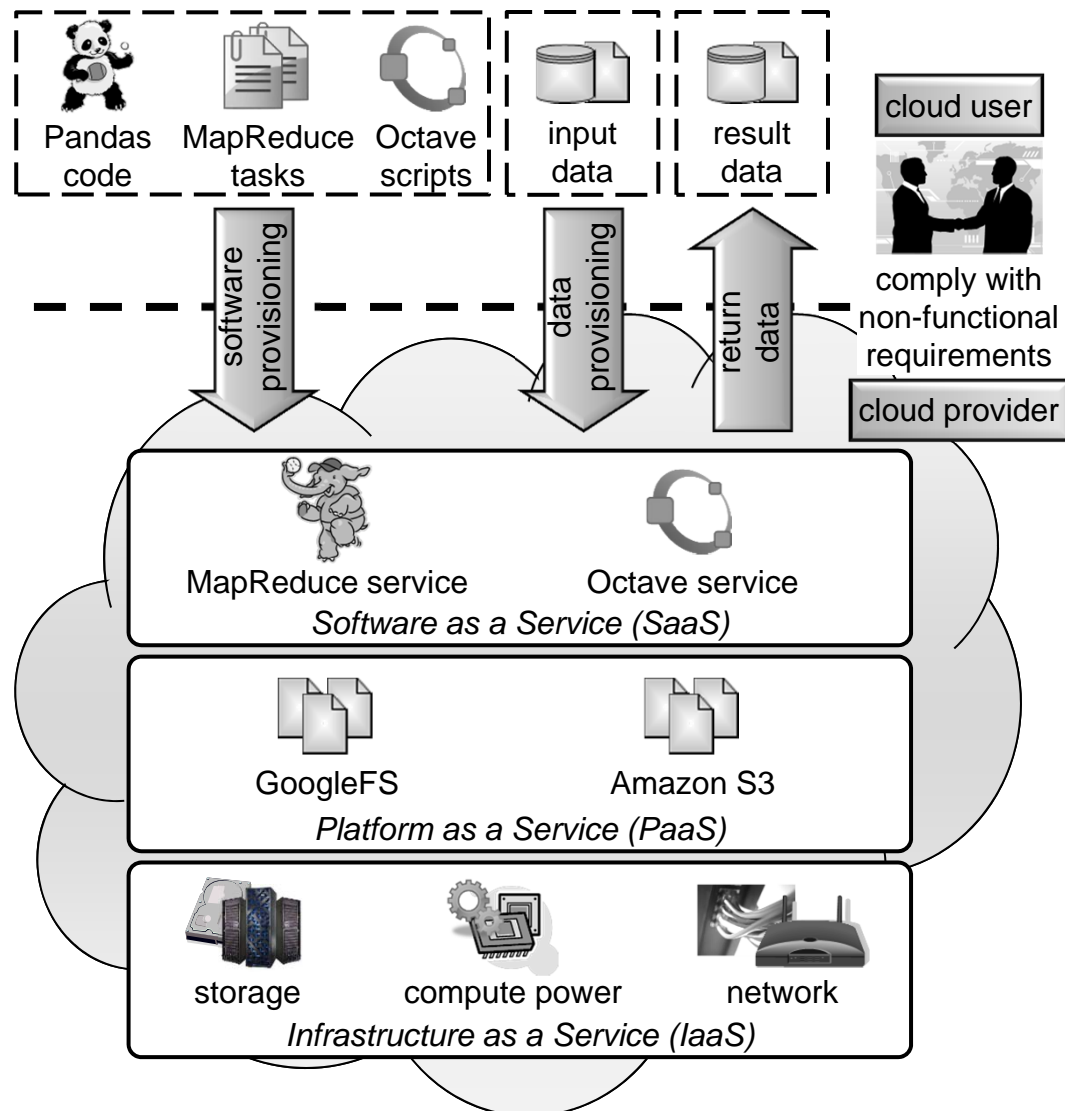 Pandas
code
MapReduce
tasks
Octave
scripts
input
data
result
data
cloud user
software
provisioning
data
provisioning
return
data
comply with
non-functional
requirements
cloud provider
MapReduce service
Octave service
Software as a Service (SaaS)
GoogleFS
Amazon S3
Platform as a Service (PaaS)
storage
compute power
network
Infrastructure as a Service (IaaS)